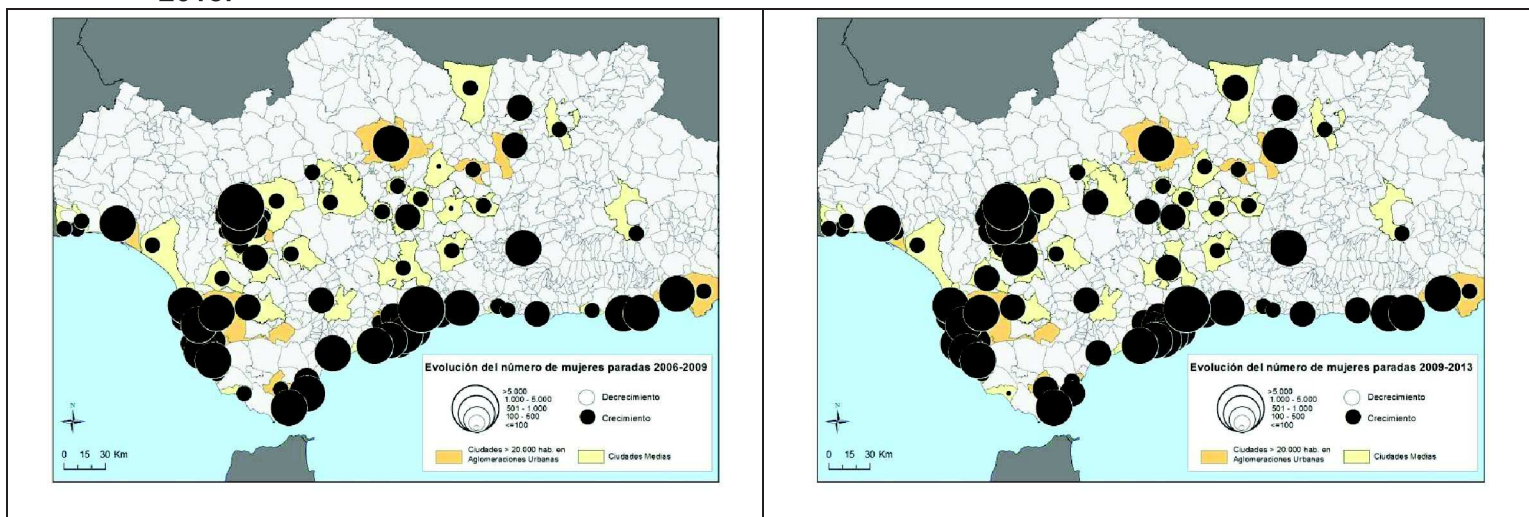 Evolución del número de mujeres paradas 2006-2009
>5.000
1.000 - 5.000
501 - 1.000
100 - 500
<=100
Decrecimiento
Crecimiento
Ciudades > 20.000 hab. en
Aglomeraciones Urbanas
Ciudades Medias
N
0 15 30 Km
Evolución del número de mujeres paradas 2009-2013
>5.000
1.000 - 5.000
501 - 1.000
100 - 500
<=100
Decrecimiento
Crecimiento
Ciudades > 20.000 hab. en
Aglomeraciones Urbanas
Ciudades Medias
N
0 15 30 Km